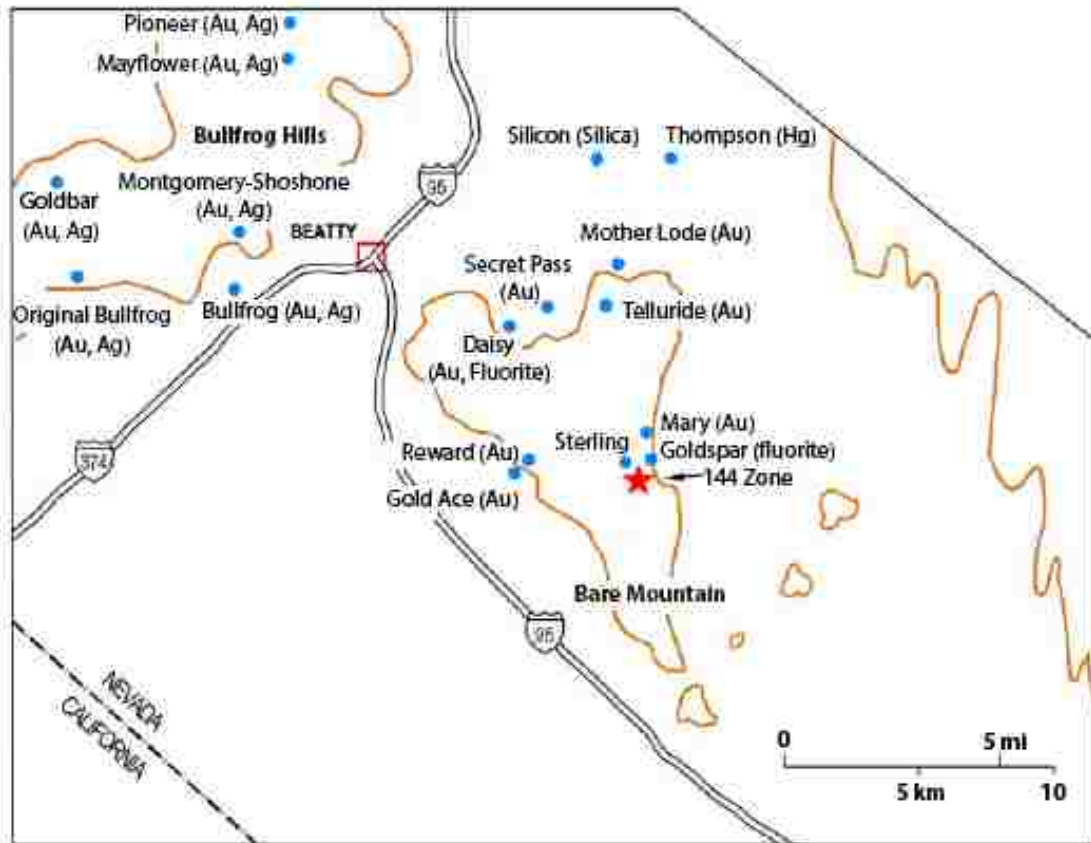 Pioneer (Au, Ag)
Mayflower (Au, Ag)
Bullfrog Hills
Silicon (Silica)
Thompson (Hg)
95
Goldbar
(Au, Ag)
Montgomery-Shoshone
(Au, Ag)
BEATTY
Mother Lode (Au)
Secret Pass
(Au)
Original Bullfrog
(Au, Ag)
Bullfrog (Au, Ag)
Telluride (Au)
Daisy
(Au, Fluorite)
374
Mary (Au)
Sterling
Goldspar (fluorite)
Reward (Au)
144 Zone
Gold Ace (Au)
Bare Mountain
95
NEVADA
CALIFORNIA
0
5 mi
5 km
10